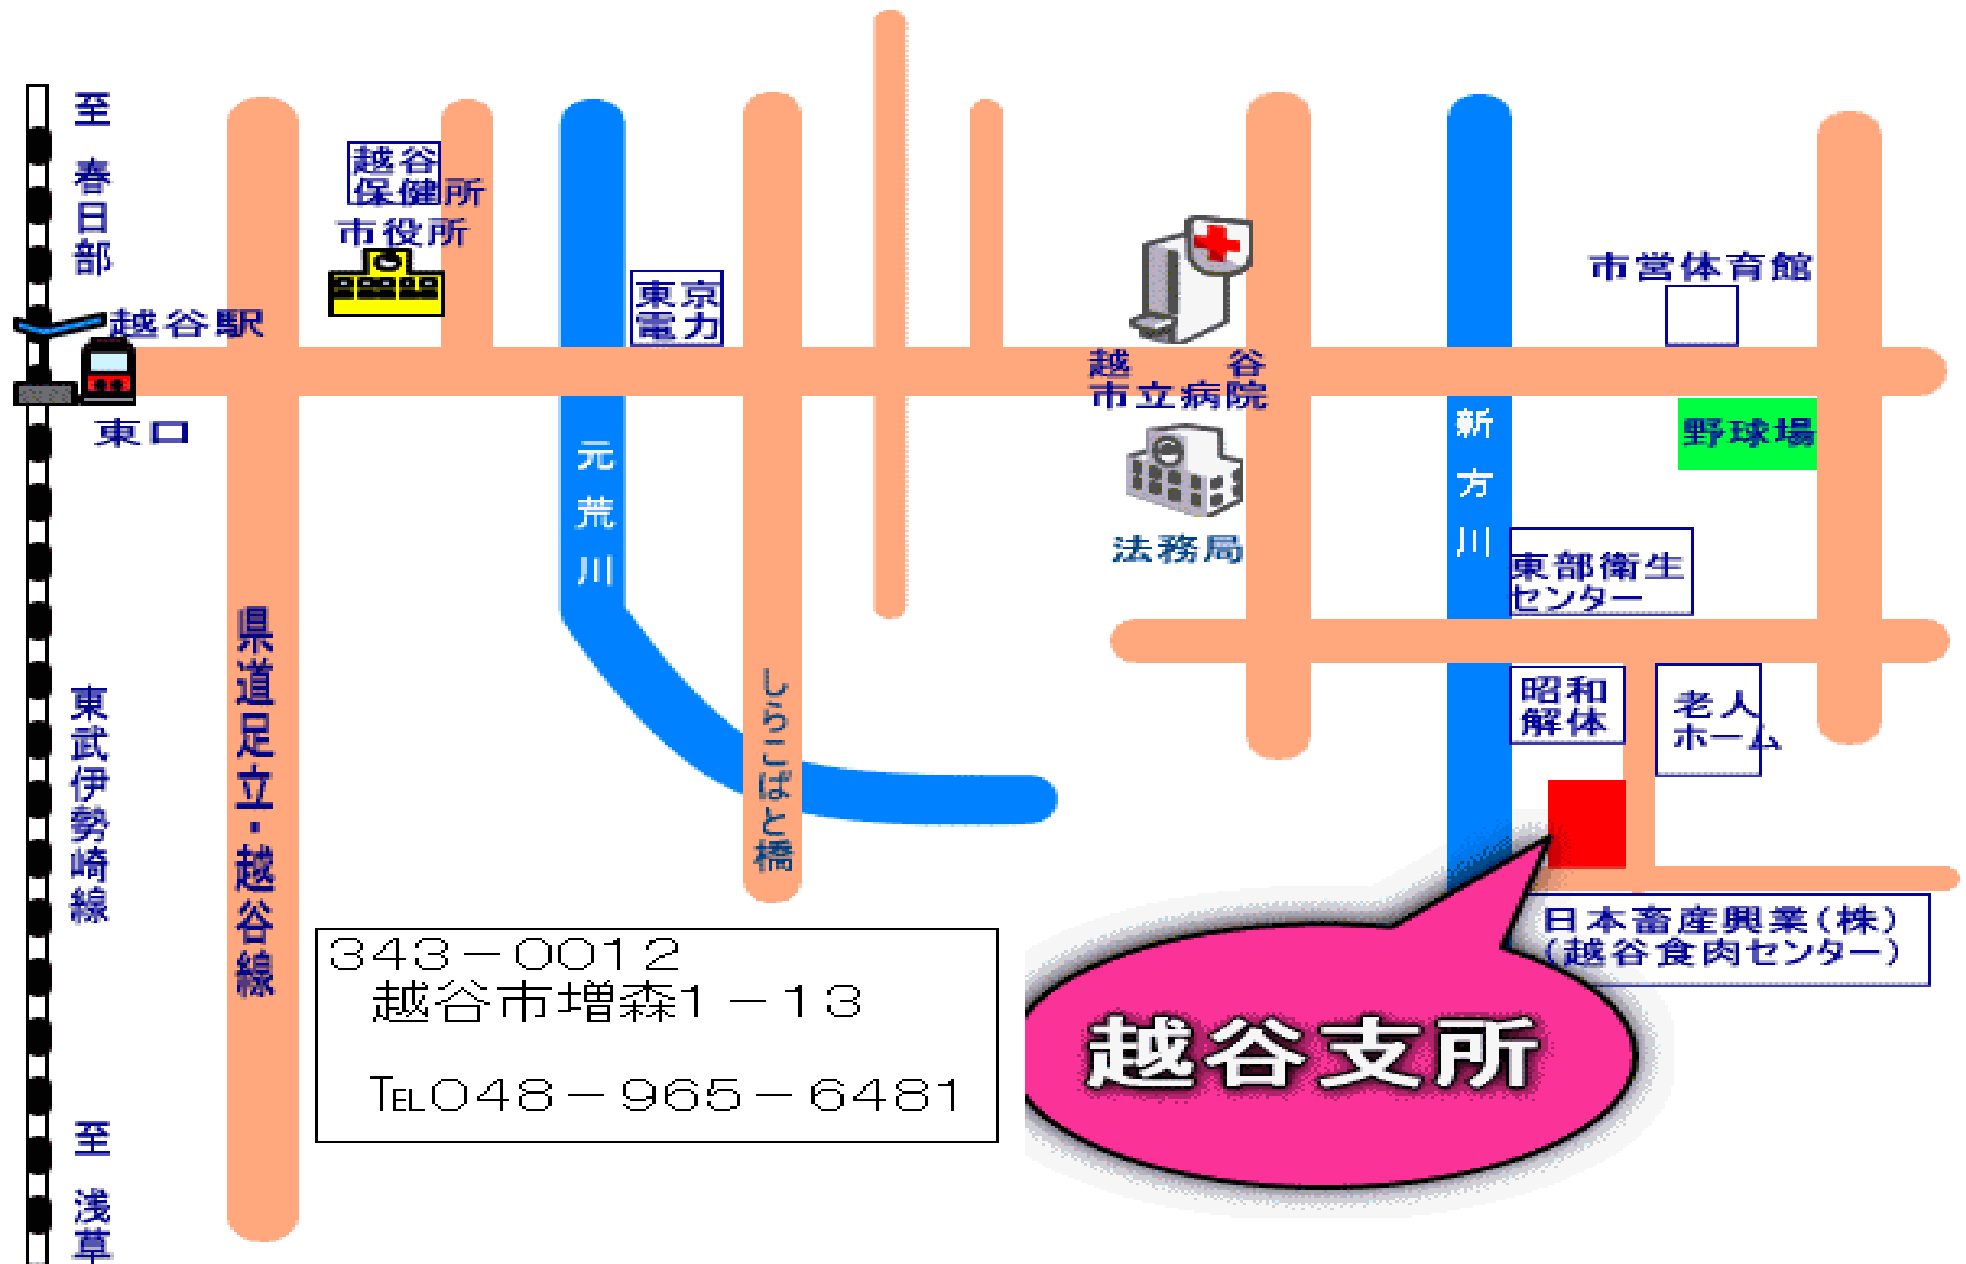 至 春日部
越谷駅
東口
東武伊勢崎線
至 浅草
県道足立・越谷線
越谷
保健所
市役所
東京
電力
元荒川
しらこばと橋
越 谷
市立病院
法務局
新方川
市営体育館
野球場
東部衛生
センター
昭和
解体
老人
ホーム
日本畜産興業(株)
(越谷食肉センター)
越谷支所
343-0012
越谷市増森1-13
TEL048-965-6481